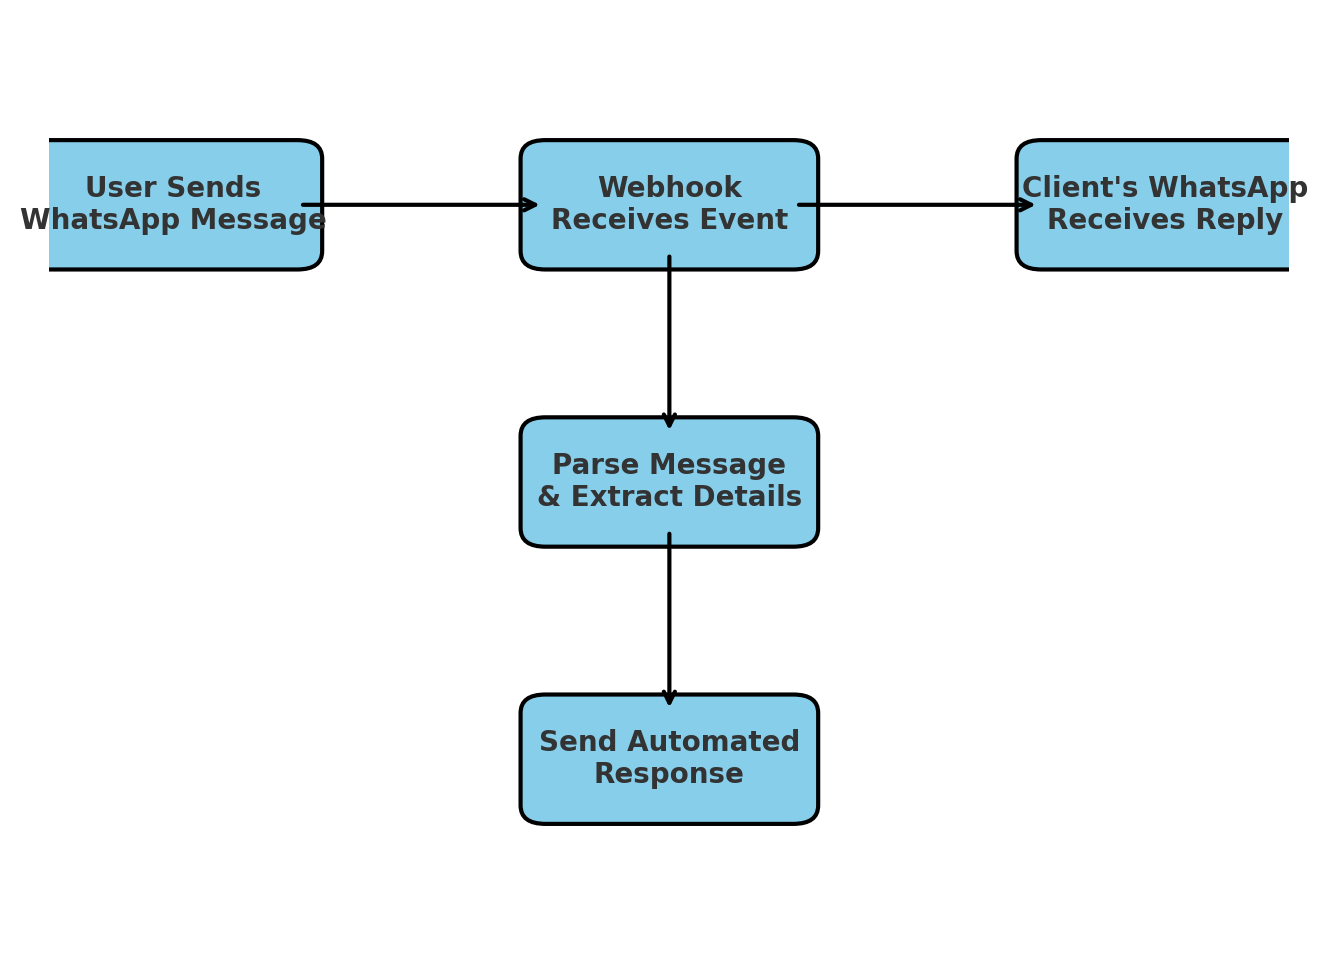 User Sends
WhatsApp Message
Webhook
Receives Event
Client's WhatsApp
Receives Reply
Parse Message
& Extract Details
Send Automated
Response